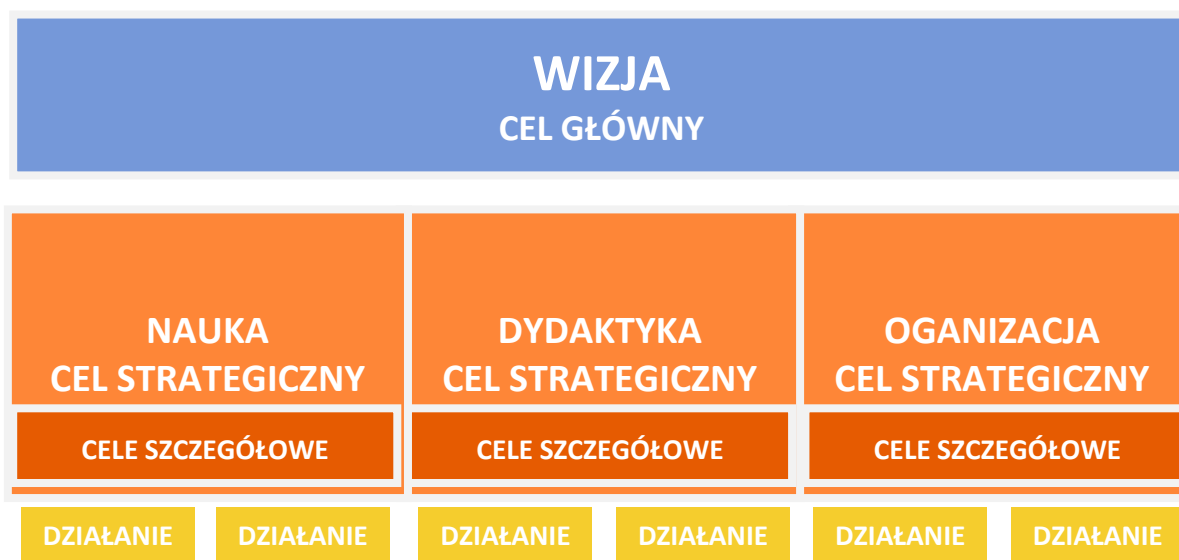 WIZJA
CEL GŁÓWNY
NAUKA
CEL STRATEGICZNY
DYDAKTYKA
CEL STRATEGICZNY
OGANIZACJA
CEL STRATEGICZNY
CELE SZCZEGÓŁOWE
CELE SZCZEGÓŁOWE
CELE SZCZEGÓŁOWE
DZIAŁANIE
DZIAŁANIE
DZIAŁANIE
DZIAŁANIE
DZIAŁANIE
DZIAŁANIE